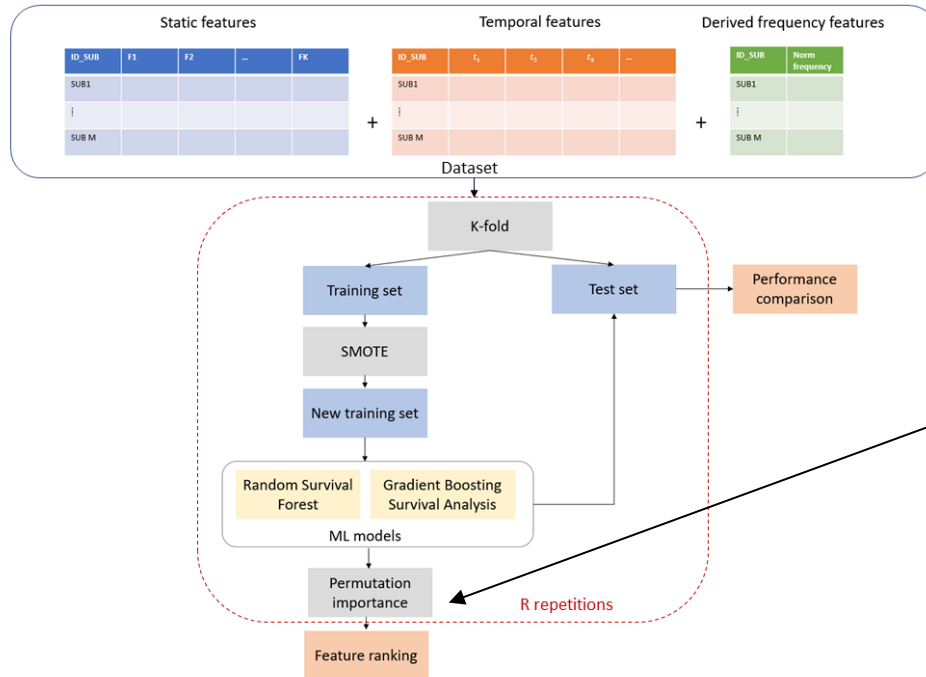 Static features
Temporal features
Derived frequency features
ID_SUB F1 F2 ... FK
SUB1
⋮
SUB M
+
ID_SUB t₁ t₂ t₃ ...
SUB1
⋮
SUB M
+
ID_SUB Norm
frequency
SUB1
⋮
SUB M
Dataset
K-fold
Training set
Test set
Performance
comparison
SMOTE
New training set
Random Survival
Forest
Gradient Boosting
Survival Analysis
ML models
Permutation
importance
R repetitions
Feature ranking